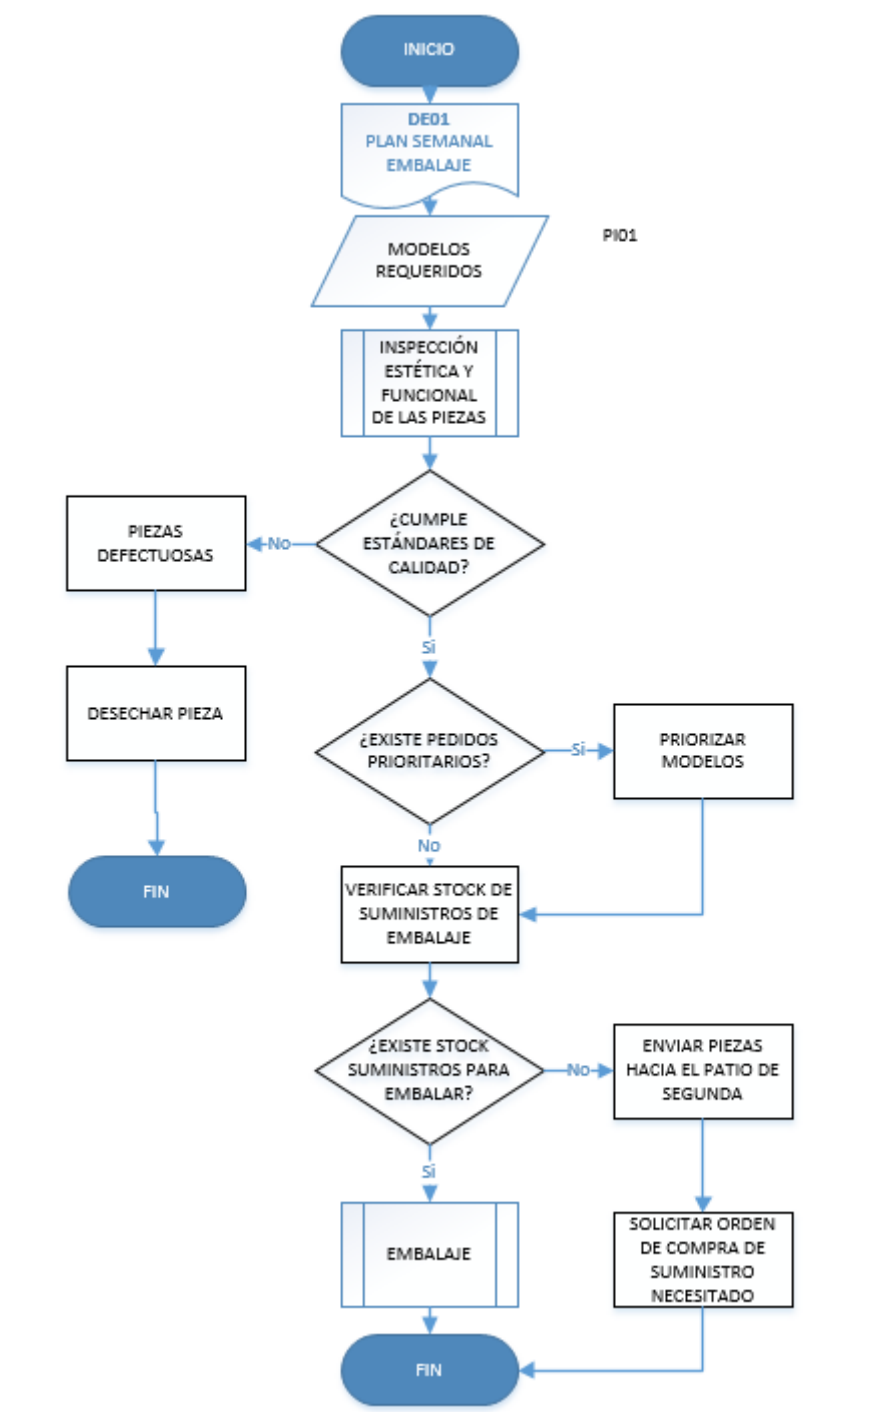 INICIO
DE01
PLAN SEMANAL
EMBALAJE
MODELOS
REQUERIDOS
PI01
INSPECCIÓN
ESTÉTICA Y
FUNCIONAL
DE LAS PIEZAS
¿CUMPLE
ESTÁNDARES DE
CALIDAD?
No
PIEZAS
DEFECTUOSAS
DESECHAR PIEZA
FIN
Si
¿EXISTE PEDIDOS
PRIORITARIOS?
Si
PRIORIZAR
MODELOS
No
VERIFICAR STOCK DE
SUMINISTROS DE
EMBALAJE
¿EXISTE STOCK
SUMINISTROS PARA
EMBALAR?
No
ENVIAR PIEZAS
HACIA EL PATIO DE
SEGUNDA
SOLICITAR ORDEN
DE COMPRA DE
SUMINISTRO
NECESITADO
Si
EMBALAJE
FIN